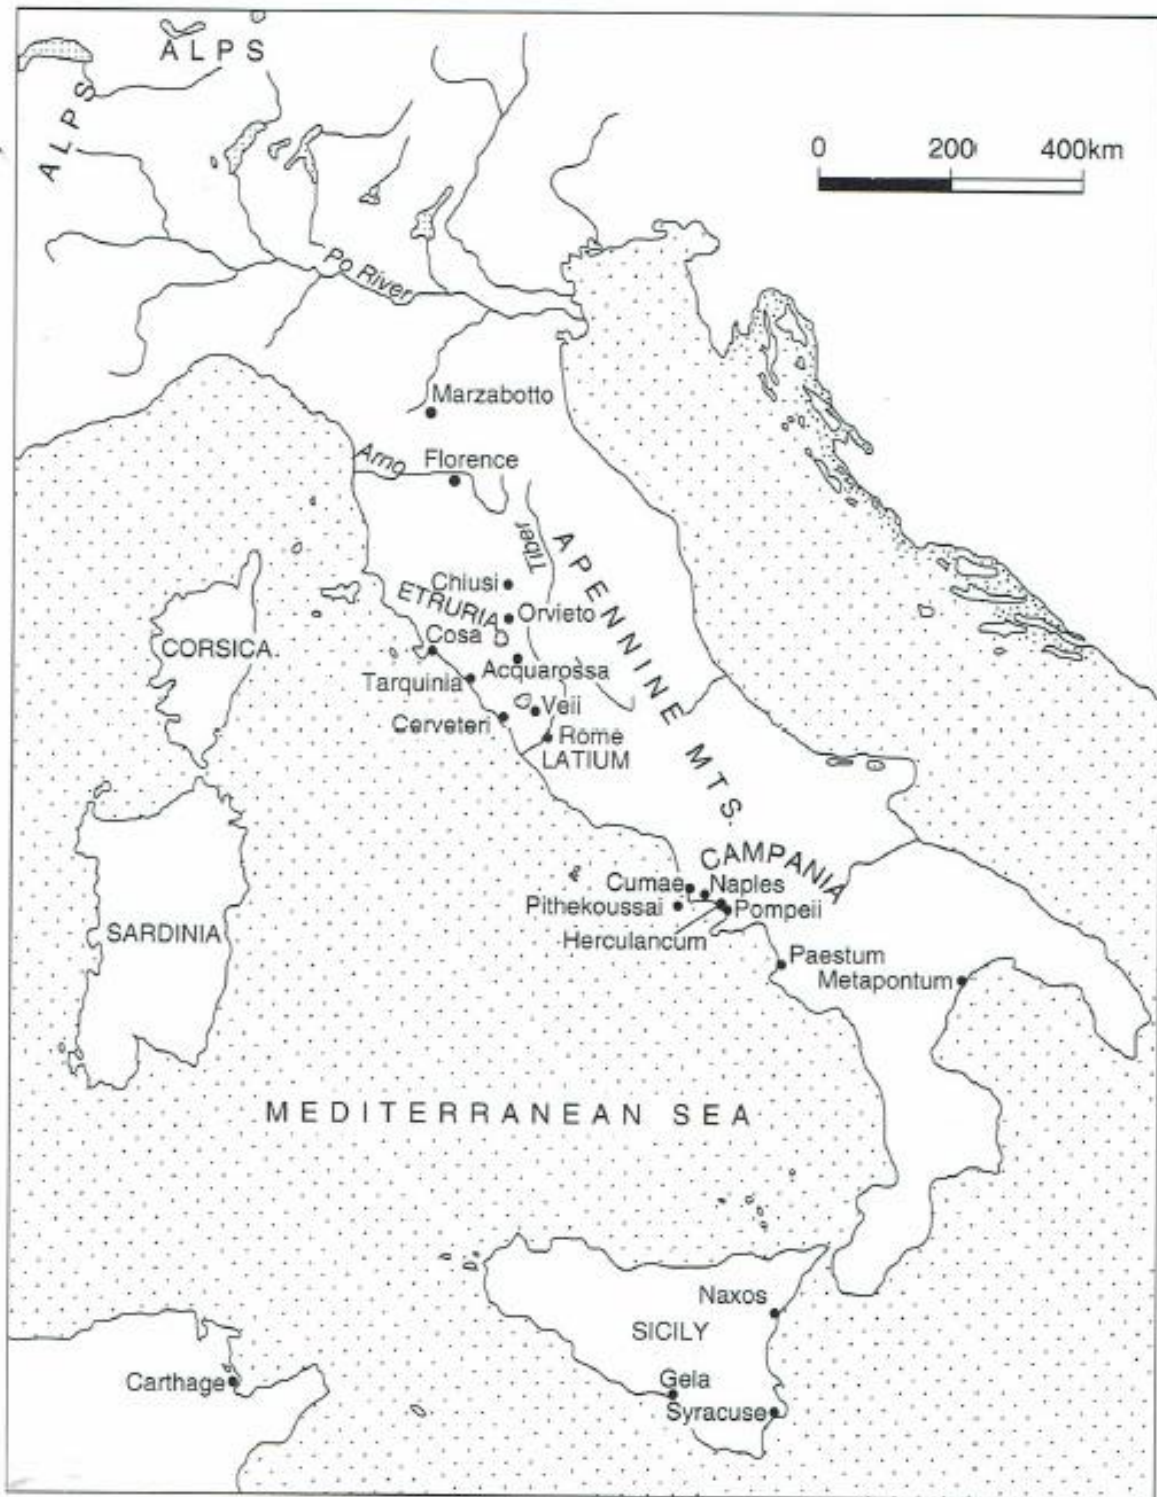 ALPS
ALPS
0 200 400km
Po River
Marzabotto
Arno
Florence
Tiber
APENNINE MTS.
Chiusi
ETRURIA
Orvieto
Cosa
CORSICA
Acquarossa
Tarquinia
Veii
Cerveteri
Rome
LATIUM
CAMPANIA
Cumae
Naples
Pithekoussai
Pompeii
SARDINIA
Herculancum
Paestum
Metapontum
MEDITERRANEAN SEA
Naxos
SICILY
Carthage
Gela
Syracuse